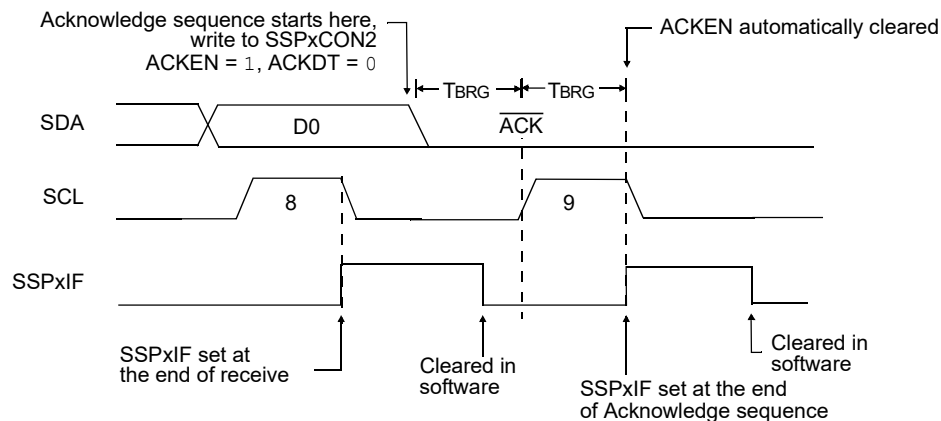 Acknowledge sequence starts here,
write to SSPxCON2
ACKEN = 1, ACKDT = 0
ACKEN automatically cleared
TBRG
TBRG
SDA
D0
ACK
SCL
8
9
SSPxIF
SSPxIF set at
the end of receive
Cleared in
software
SSPxIF set at the end
of Acknowledge sequence
Cleared in
software